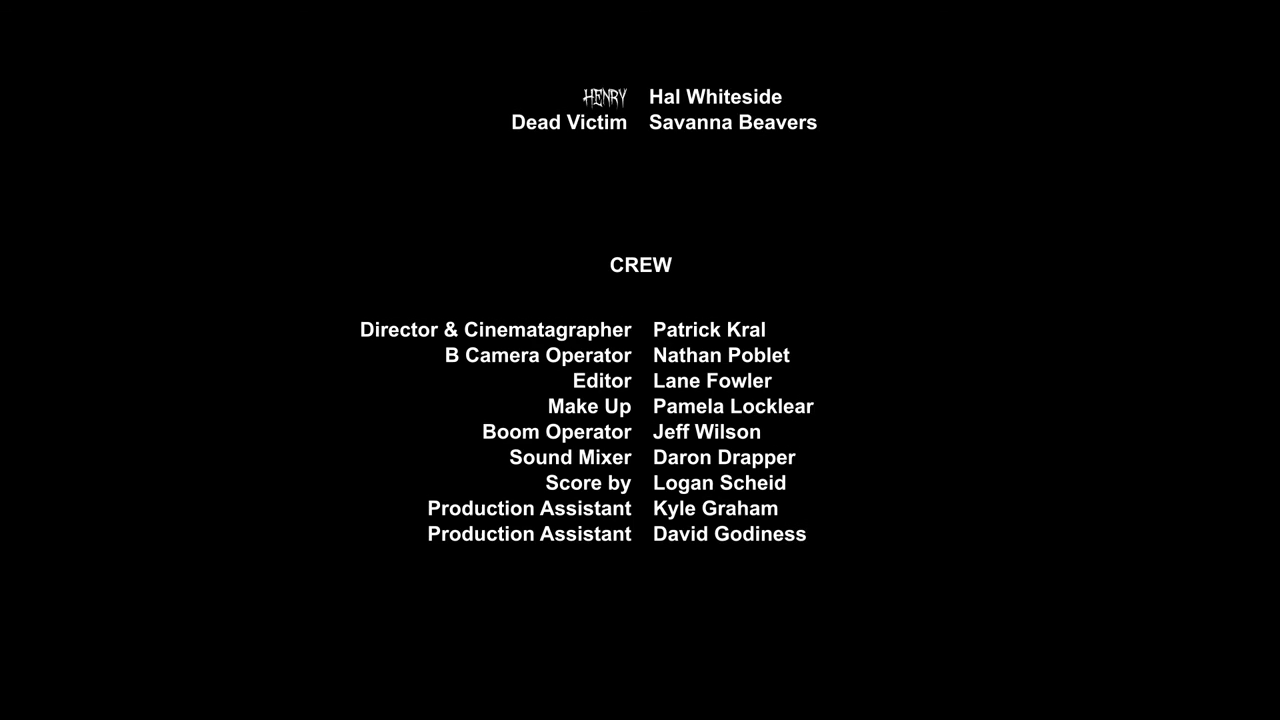 HENRY Hal Whiteside
Dead Victim Savanna Beavers
CREW
Director & Cinematagrapher Patrick Kral
B Camera Operator Nathan Poblet
Editor Lane Fowler
Make Up Pamela Locklear
Boom Operator Jeff Wilson
Sound Mixer Daron Drapper
Score by Logan Scheid
Production Assistant Kyle Graham
Production Assistant David Godiness